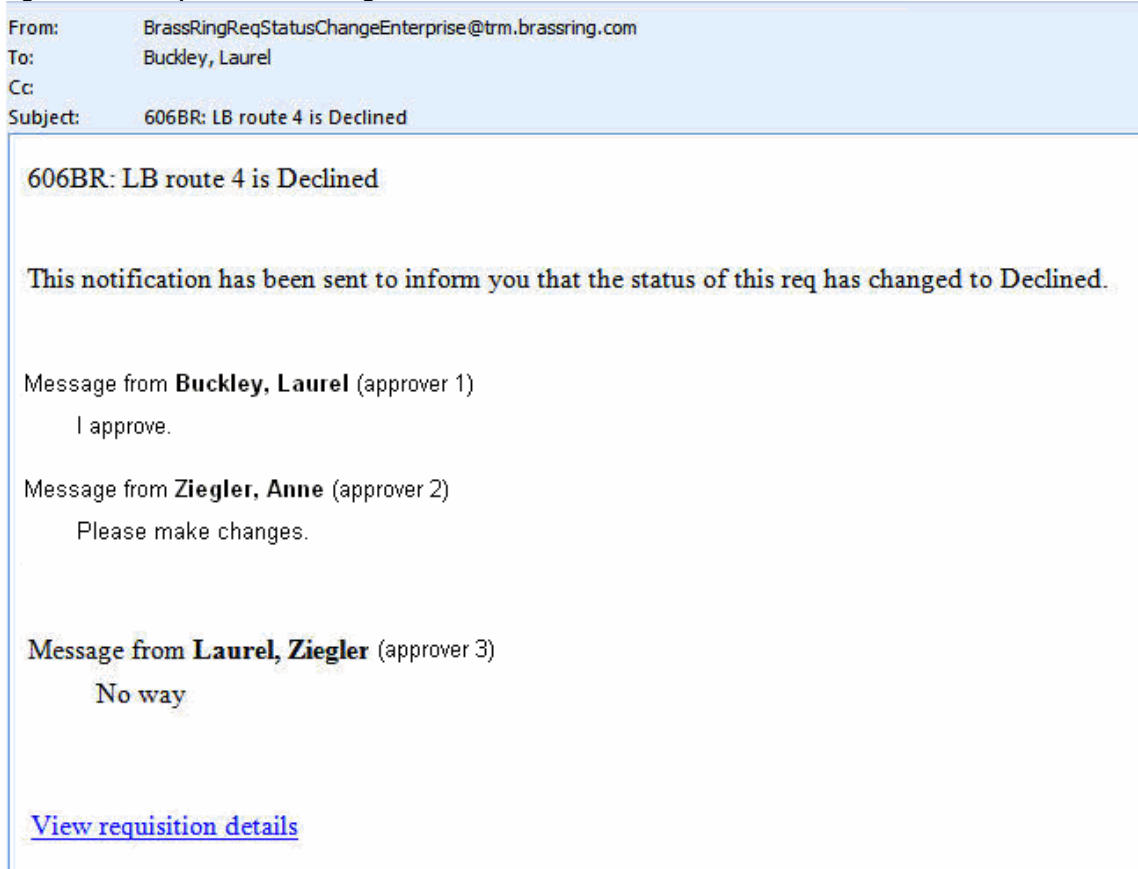 From: BrassRingReqStatusChangeEnterprise@trm.brassring.com
To: Buckley, Laurel
Cc:
Subject: 606BR: LB route 4 is Declined
606BR: LB route 4 is Declined
This notification has been sent to inform you that the status of this req has changed to Declined.
Message from Buckley, Laurel (approver 1)
I approve.
Message from Ziegler, Anne (approver 2)
Please make changes.
Message from Laurel, Ziegler (approver 3)
No way
View requisition details